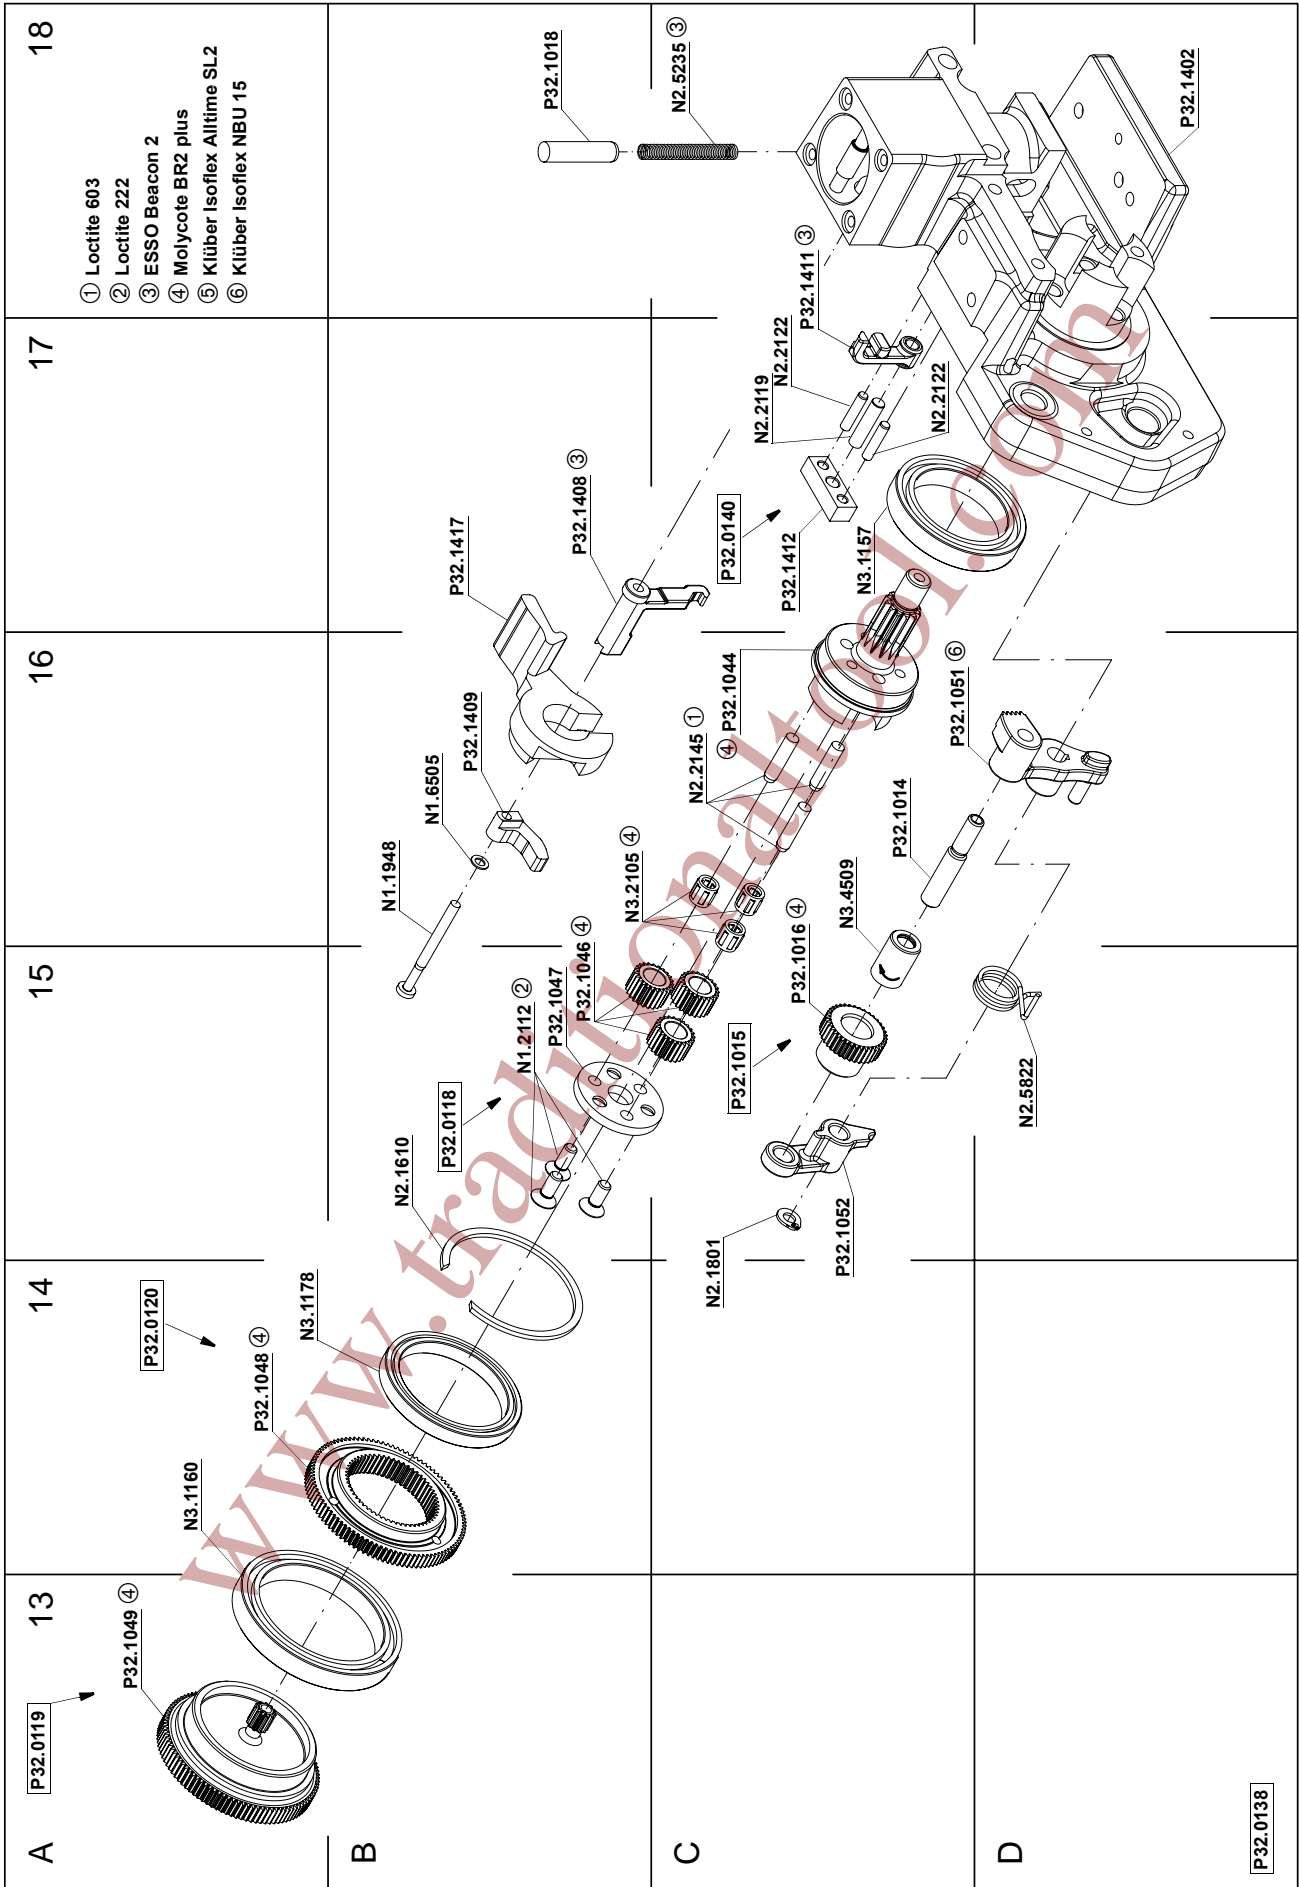 13
14
15
16
17
18
A
B
C
D
① Loctite 603
② Loctite 222
③ ESSO Beacon 2
④ Molycote BR2 plus
⑤ Klüber Isoflex Alltime SL2
⑥ Klüber Isoflex NBU 15
P32.0119
P32.1049 ④
N3.1160
P32.1048 ④
P32.0120
N3.1178
N2.1610
P32.0118
N1.2112 ②
P32.1047
P32.1046 ④
N3.2105 ④
N2.2145 ①
④
P32.1044
N1.1948
N1.6505
P32.1409
P32.1417
P32.1408 ③
P32.0140
P32.1412
N3.1157
N2.2119
N2.2122
N2.2122
P32.1411 ③
P32.1018
N2.5235 ③
P32.1402
N2.1801
P32.1052
P32.1015
P32.1016 ④
N3.4509
P32.1014
P32.1051 ⑥
N2.5822
P32.0138
www.traditionaltool.com